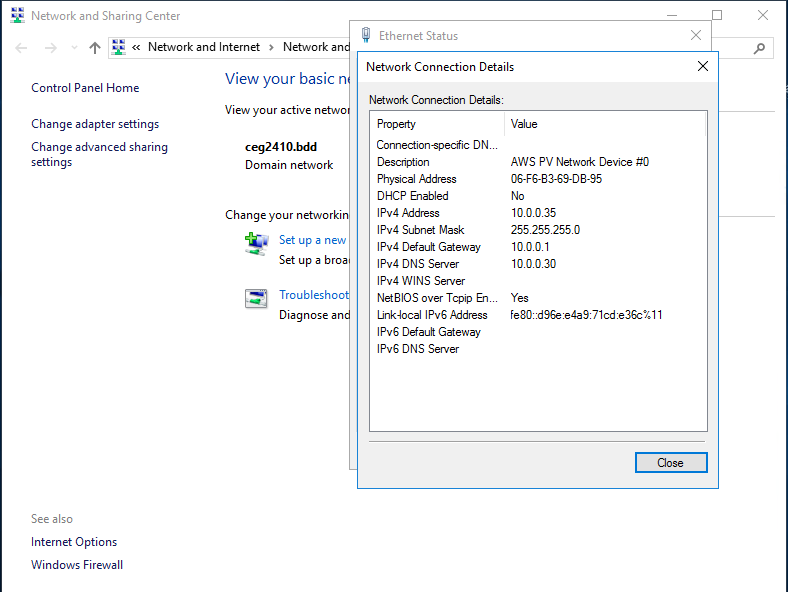 Network and Sharing Center
« Network and Internet > Network and
Control Panel Home
Change adapter settings
Change advanced sharing
settings
View your basic ne
View your active networ
ceg2410.bdd
Domain network
Change your networkin
Set up a new
Set up a broa
Troubleshoot
Diagnose and
See also
Internet Options
Windows Firewall
Ethernet Status
Network Connection Details
Network Connection Details:
Property Value
Connection-specific DN...
Description AWS PV Network Device #0
Physical Address 06-F6-B3-69-DB-95
DHCP Enabled No
IPv4 Address 10.0.0.35
IPv4 Subnet Mask 255.255.255.0
IPv4 Default Gateway 10.0.0.1
IPv4 DNS Server 10.0.0.30
IPv4 WINS Server
NetBIOS over Tcpip En... Yes
Link-local IPv6 Address fe80::d96e:e4a9:71cd:e36c%11
IPv6 Default Gateway
IPv6 DNS Server
Close